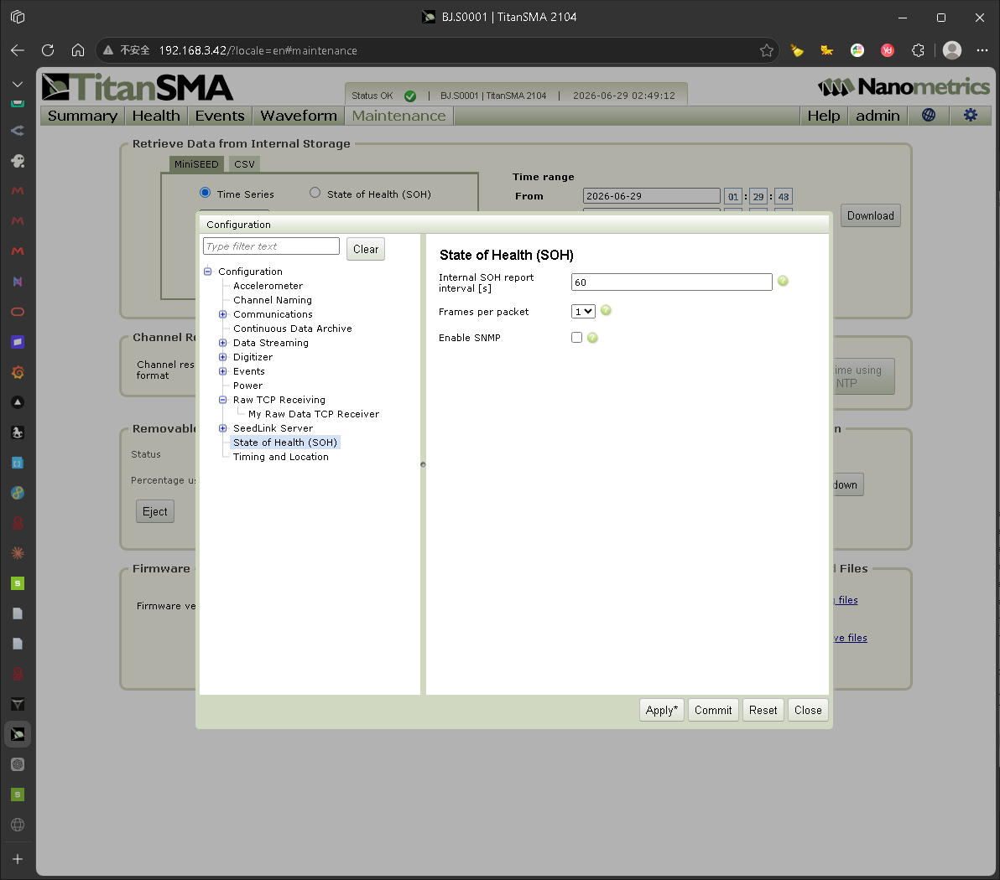 BJ.S0001 | TitanSMA 2104
不安全 192.168.3.42/?locale=en#maintenance
TitanSMA
Status OK | BJ.S0001 | TitanSMA 2104 | 2026-06-29 02:49:12
Nanometrics
Summary Health Events Waveform Maintenance Help admin
Retrieve Data from Internal Storage
MiniSEED CSV
Time Series State of Health (SOH)
Time range
From 2026-06-29 01 : 29 : 48
Download
Configuration
Type filter text Clear
Configuration
Accelerometer
Channel Naming
Communications
Continuous Data Archive
Data Streaming
Digitizer
Events
Power
Raw TCP Receiving
My Raw Data TCP Receiver
SeedLink Server
State of Health (SOH)
Timing and Location
State of Health (SOH)
Internal SOH report
interval [s] 60
Frames per packet 1
Enable SNMP
Apply* Commit Reset Close
Channel Re
Channel res
format
ime using
NTP
Removable
n
Status
Percentage us
down
Eject
Firmware
d Files
Firmware ve
g files
ve files